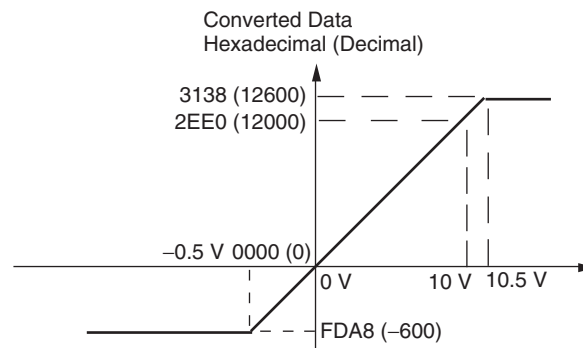 Converted Data
Hexadecimal (Decimal)
3138 (12600)
2EE0 (12000)
−0.5 V 0000 (0)
0 V
10 V
10.5 V
FDA8 (−600)